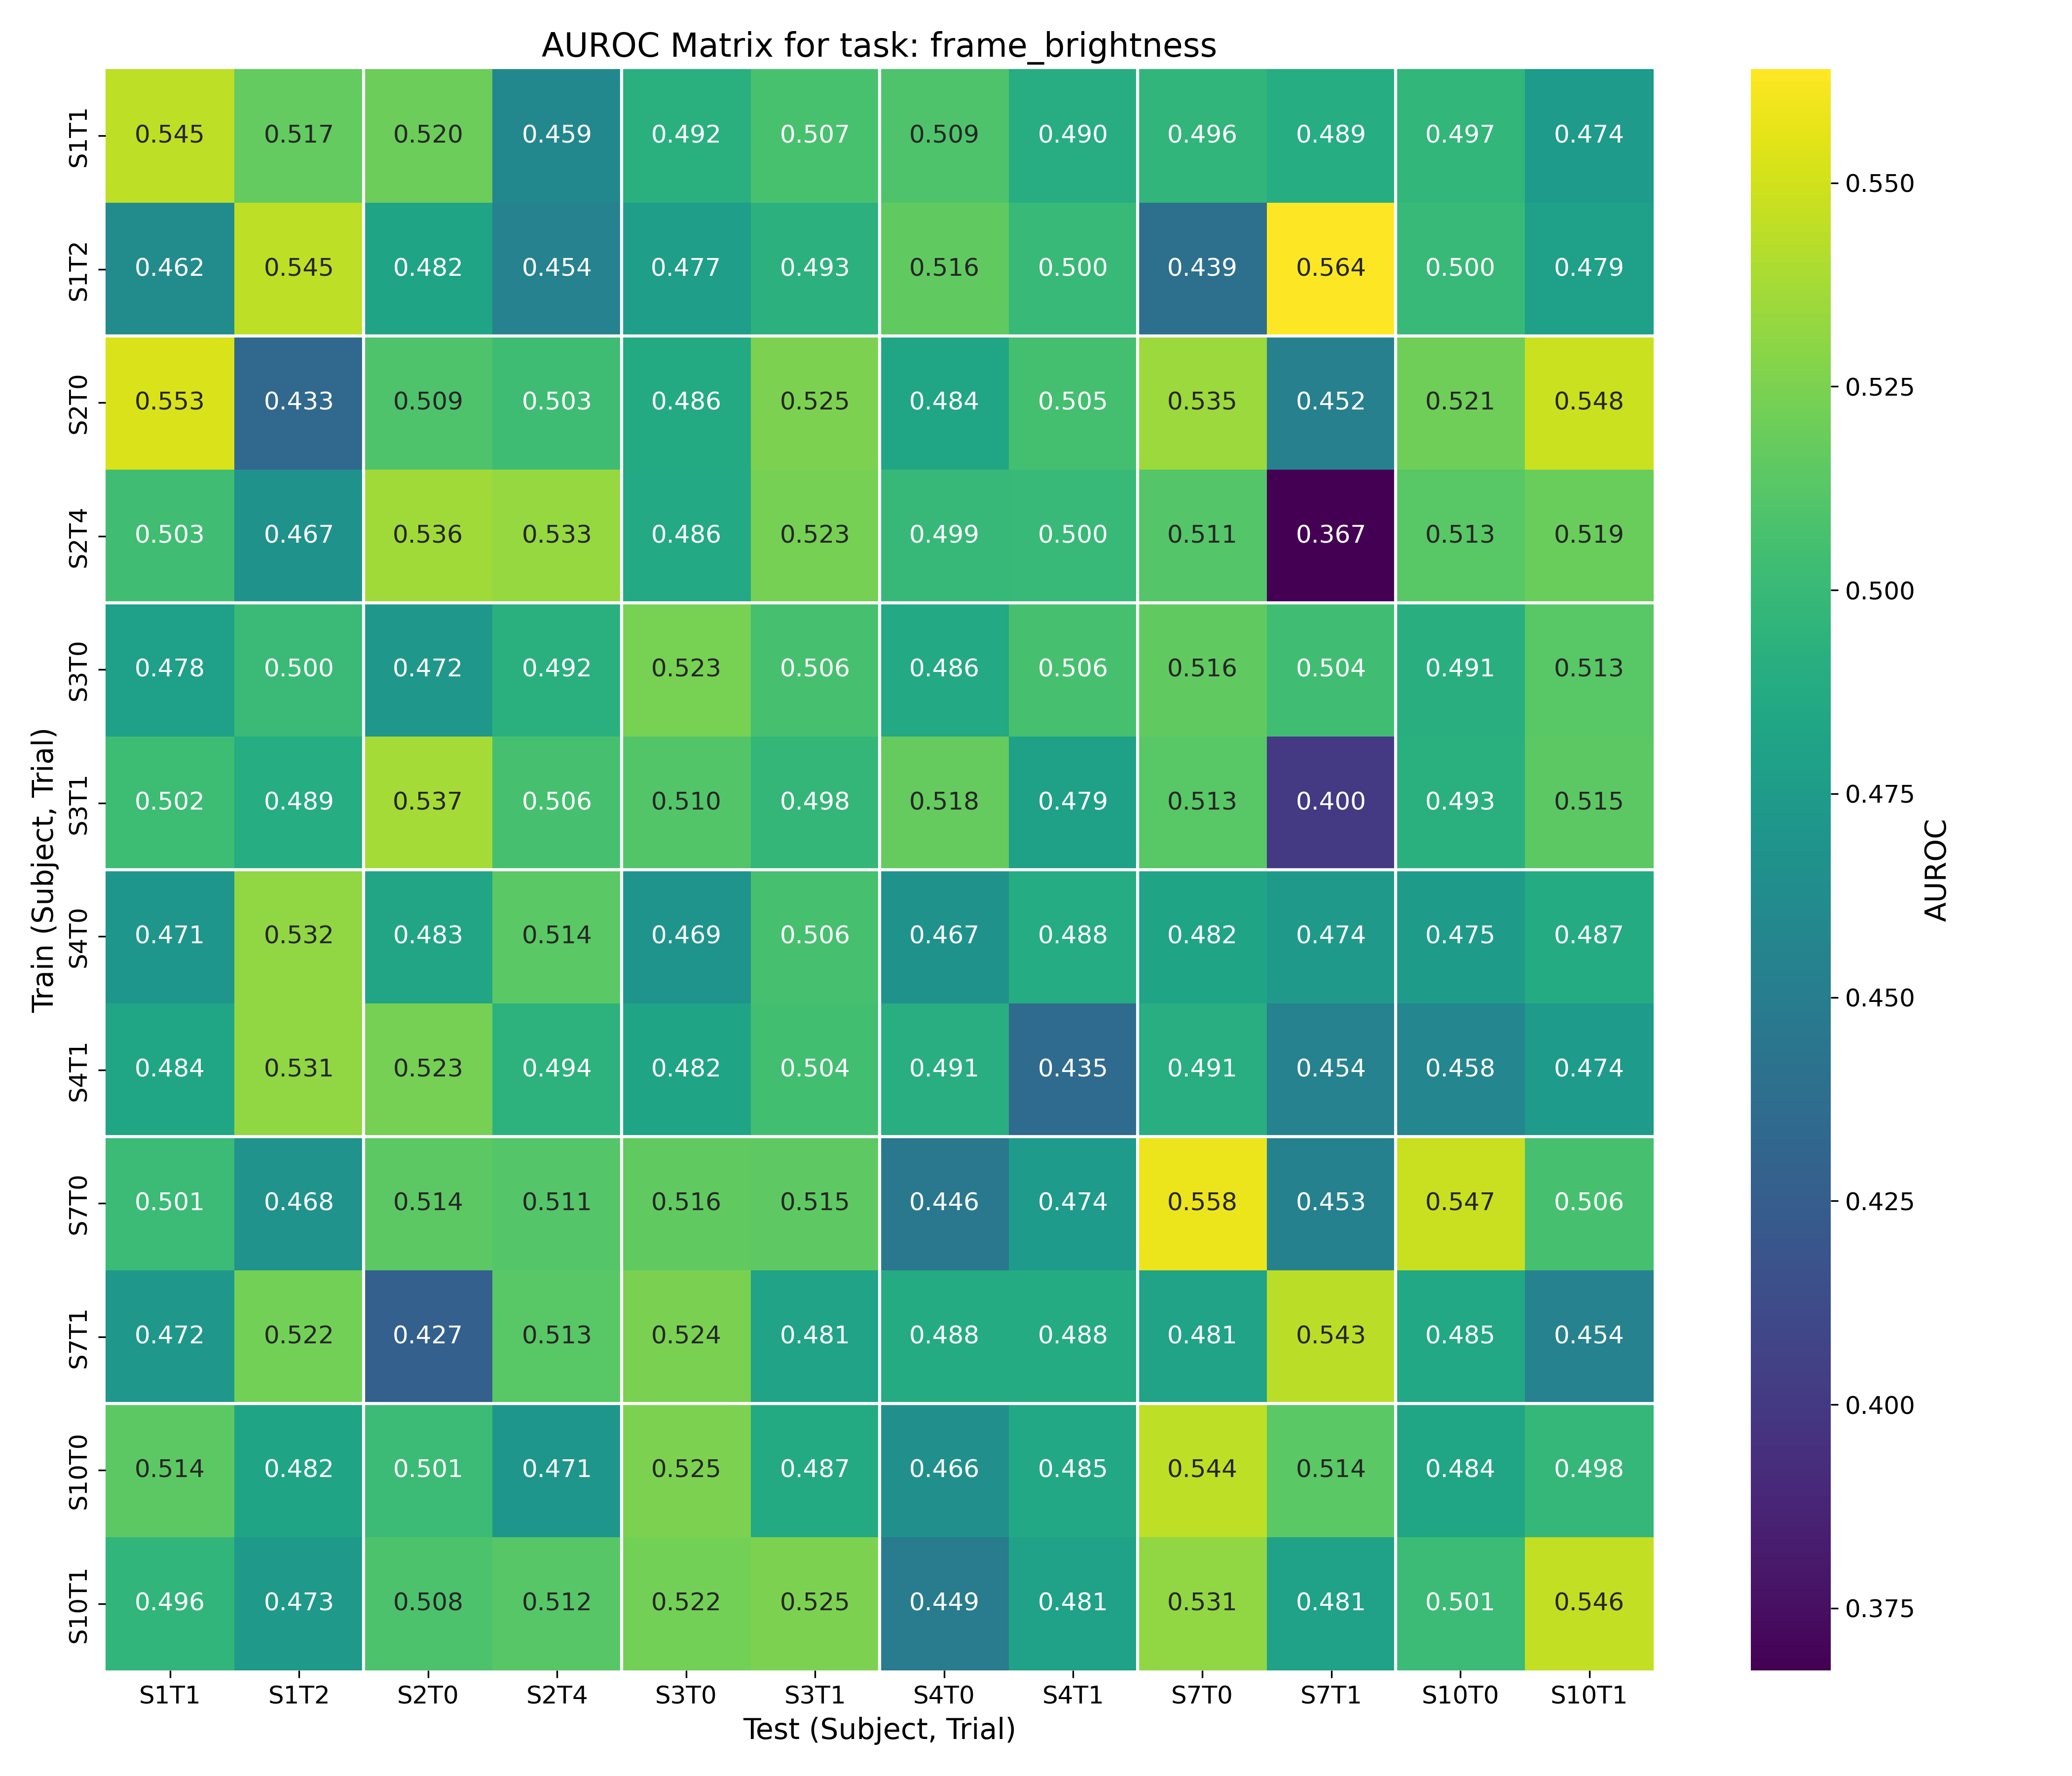 AUROC Matrix for task: frame_brightness
S1T1 0.545 0.517 0.520 0.459 0.492 0.507 0.509 0.490 0.496 0.489 0.497 0.474
S1T2 0.462 0.545 0.482 0.454 0.477 0.493 0.516 0.500 0.439 0.564 0.500 0.479
S2T0 0.553 0.433 0.509 0.503 0.486 0.525 0.484 0.505 0.535 0.452 0.521 0.548
S2T4 0.503 0.467 0.536 0.533 0.486 0.523 0.499 0.500 0.511 0.367 0.513 0.519
S3T0 0.478 0.500 0.472 0.492 0.523 0.506 0.486 0.506 0.516 0.504 0.491 0.513
S3T1 0.502 0.489 0.537 0.506 0.510 0.498 0.518 0.479 0.513 0.400 0.493 0.515
S4T0 0.471 0.532 0.483 0.514 0.469 0.506 0.467 0.488 0.482 0.474 0.475 0.487
S4T1 0.484 0.531 0.523 0.494 0.482 0.504 0.491 0.435 0.491 0.454 0.458 0.474
S7T0 0.501 0.468 0.514 0.511 0.516 0.515 0.446 0.474 0.558 0.453 0.547 0.506
S7T1 0.472 0.522 0.427 0.513 0.524 0.481 0.488 0.488 0.481 0.543 0.485 0.454
S10T0 0.514 0.482 0.501 0.471 0.525 0.487 0.466 0.485 0.544 0.514 0.484 0.498
S10T1 0.496 0.473 0.508 0.512 0.522 0.525 0.449 0.481 0.531 0.481 0.501 0.546
S1T1 S1T2 S2T0 S2T4 S3T0 S3T1 S4T0 S4T1 S7T0 S7T1 S10T0 S10T1
Test (Subject, Trial)
Train (Subject, Trial)
0.550
0.525
0.500
0.475
0.450
0.425
0.400
0.375
AUROC